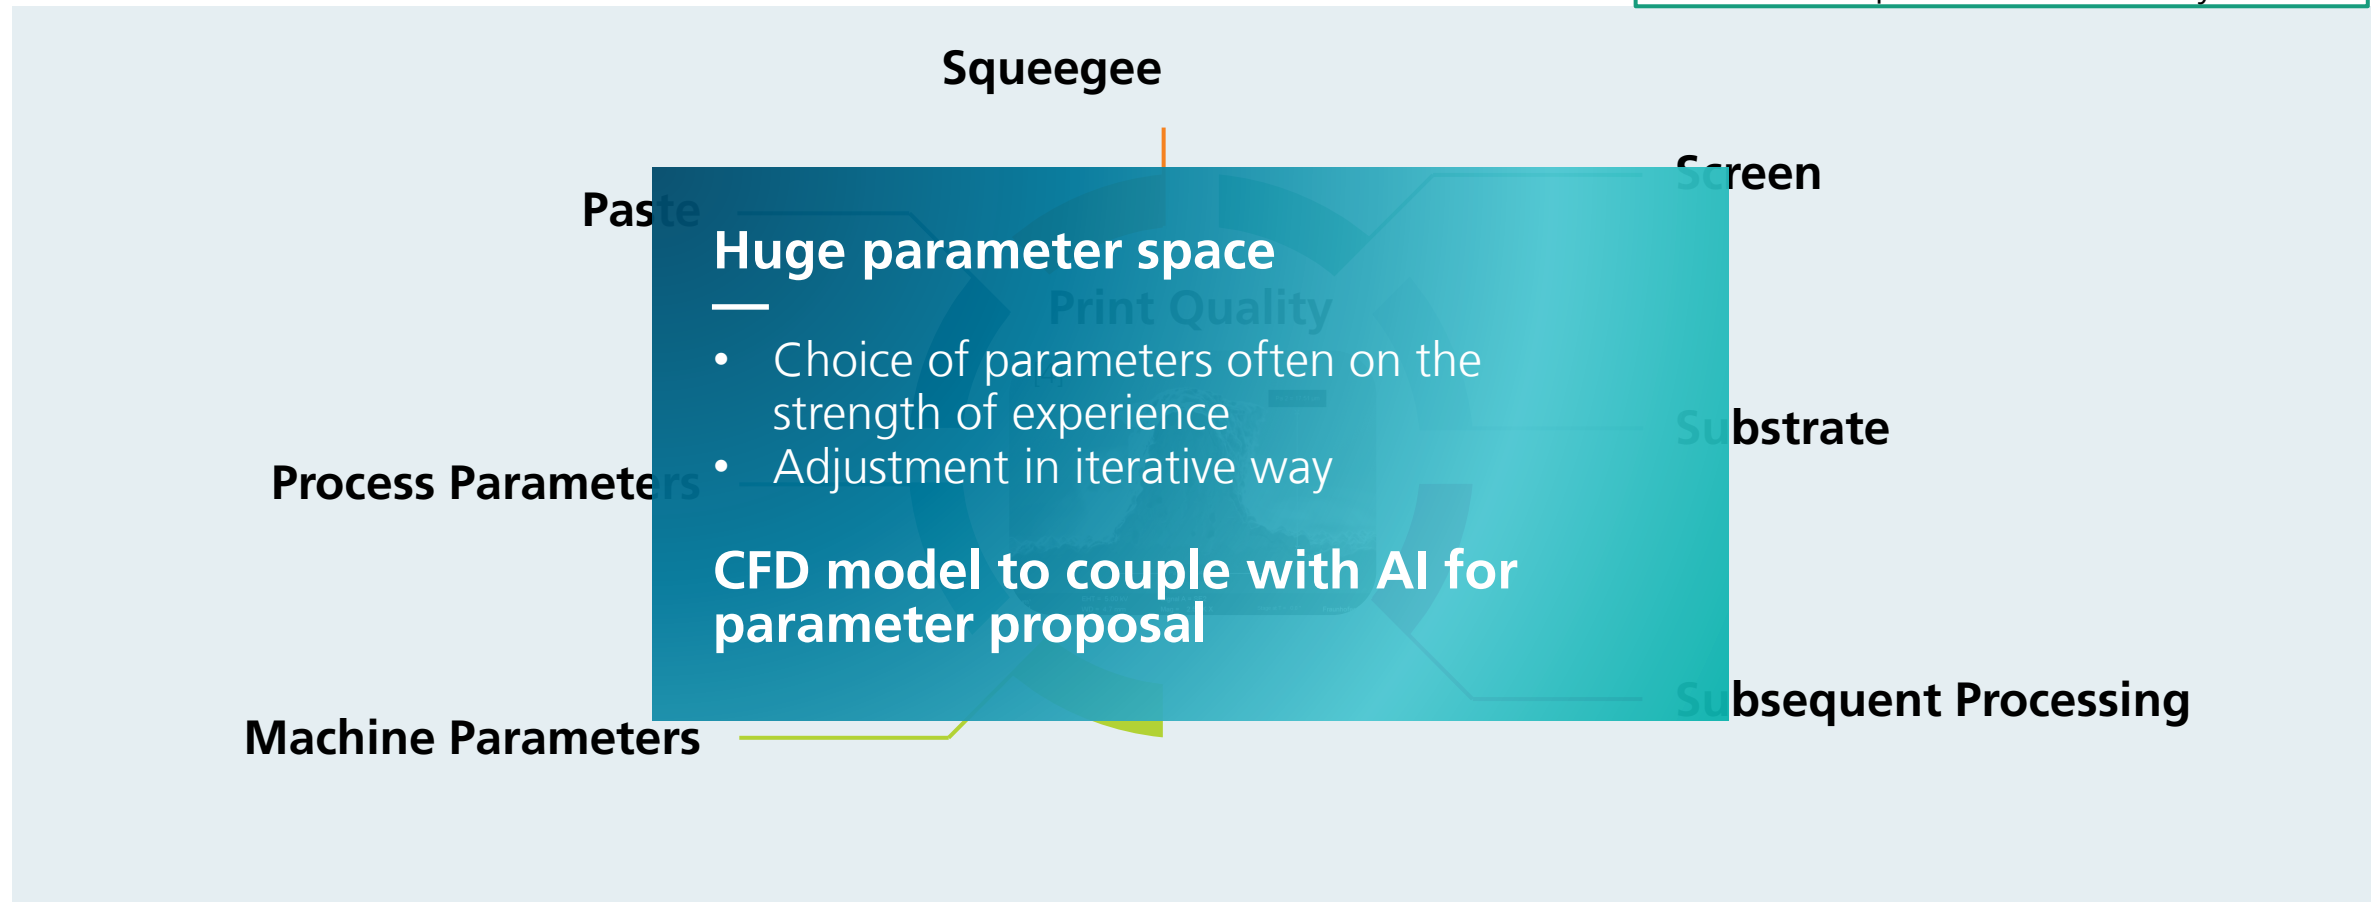 Squeegee
Screen
Paste
Huge parameter space
Print Quality
• Choice of parameters often on the
strength of experience
Substrate
• Adjustment in iterative way
Process Parameters
CFD model to couple with AI for
parameter proposal
Subsequent Processing
Machine Parameters